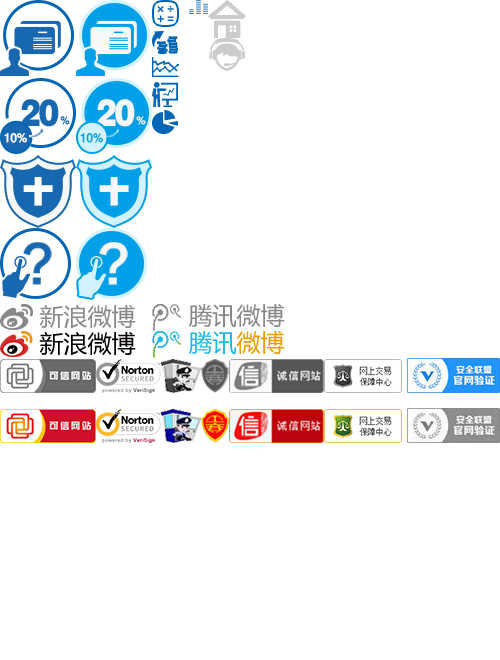 20%
10%
20%
10%
?
?
新浪微博
腾讯微博
新浪微博
腾讯微博
可信网站
Norton
SECURED
powered by VeriSign
信
诚信网站
网上交易
保障中心
V
安全联盟
官网验证
可信网站
Norton
SECURED
powered by VeriSign
信
诚信网站
网上交易
保障中心
V
安全联盟
官网验证